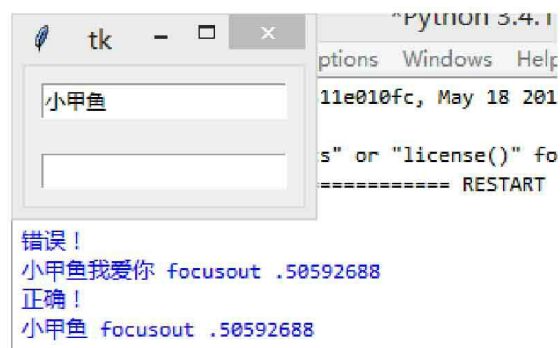 tk
*Python 3.4.1
ptions Windows Help
小甲鱼
11e010fc, May 18 201
s" or "license()" fo
============ RESTART
错误！
小甲鱼我爱你 focusout .50592688
正确！
小甲鱼 focusout .50592688